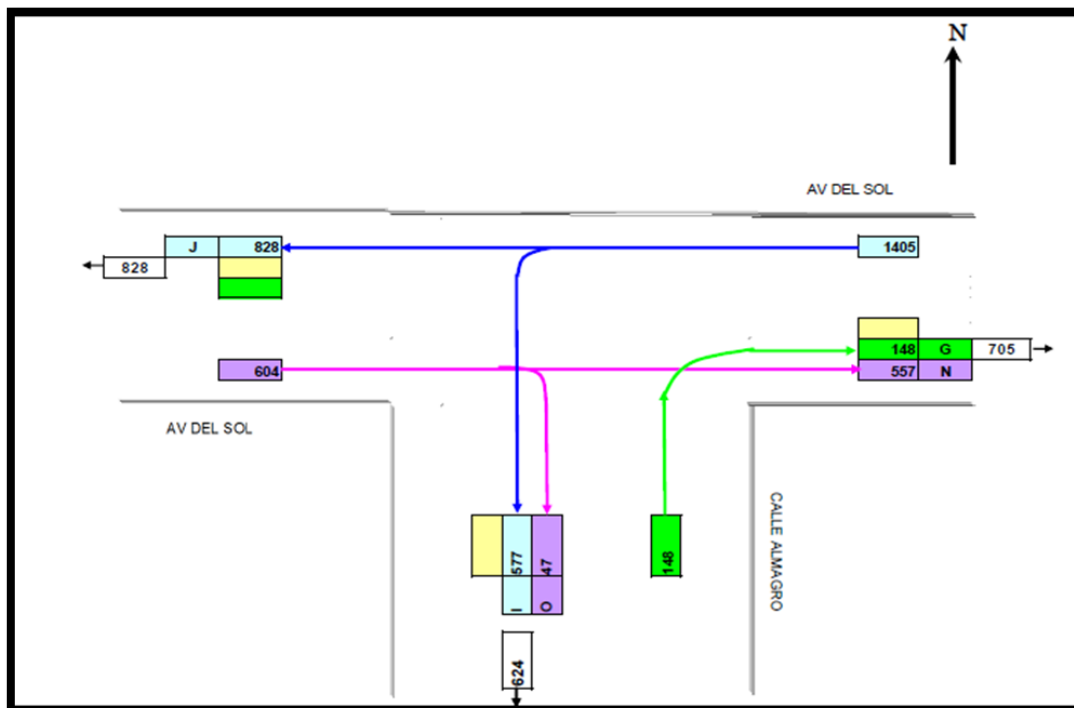 N
AV DEL SOL
J 828
1405
828
148 G 705
604
557 N
AV DEL SOL
CALLE ALMAGRO
577
47
148
I
O
624